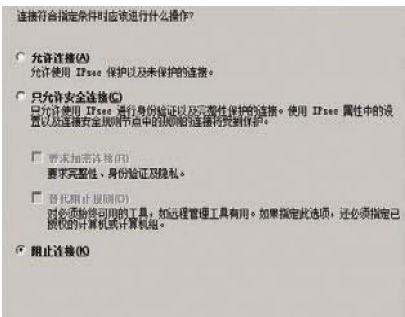 连接符合指定条件时应该进行什么操作?
允许连接(A)
允许使用 IPsec 保护以及未保护的连接。
只允许安全连接(C)
只允许使用 IPsec 进行身份验证以及完整性保护的连接。使用 IPsec 属性中的设
置以及连接安全规则节点中的规则的连接将受到保护。
要求加密连接(R)
要求完整性、身份验证及隐私。
替代阻止规则(O)
对必须始终可用的工具，如远程管理工具有用。如果指定此选项，还必须指定已
授权的计算机或计算机组。
阻止连接(K)